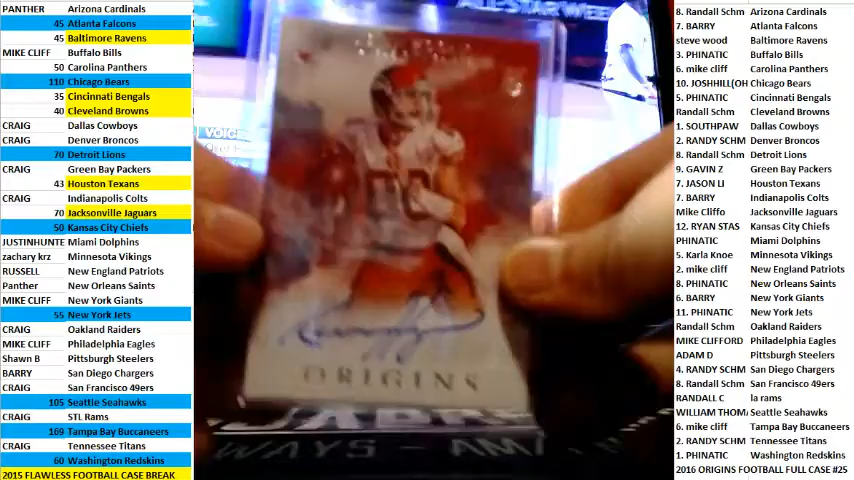 PANTHER Arizona Cardinals
45 Atlanta Falcons
45 Baltimore Ravens
MIKE CLIFF Buffalo Bills
50 Carolina Panthers
110 Chicago Bears
35 Cincinnati Bengals
40 Cleveland Browns
CRAIG Dallas Cowboys
CRAIG Denver Broncos
70 Detroit Lions
CRAIG Green Bay Packers
43 Houston Texans
CRAIG Indianapolis Colts
70 Jacksonville Jaguars
50 Kansas City Chiefs
JUSTINHUNTE Miami Dolphins
zachary krz Minnesota Vikings
RUSSELL New England Patriots
Panther New Orleans Saints
MIKE CLIFF New York Giants
55 New York Jets
CRAIG Oakland Raiders
MIKE CLIFF Philadelphia Eagles
Shawn B Pittsburgh Steelers
BARRY San Diego Chargers
CRAIG San Francisco 49ers
105 Seattle Seahawks
CRAIG STL Rams
169 Tampa Bay Buccaneers
CRAIG Tennessee Titans
60 Washington Redskins
2015 FLAWLESS FOOTBALL CASE BREAK
ALL-STAR WEE
VOIC
ORIGINS
WAYS - AM
8. Randall Schm Arizona Cardinals
7. BARRY Atlanta Falcons
steve wood Baltimore Ravens
3. PHINATIC Buffalo Bills
6. mike cliff Carolina Panthers
10. JOSHHILL(OH Chicago Bears
5. PHINATIC Cincinnati Bengals
Randall Schm Cleveland Browns
1. SOUTHPAW Dallas Cowboys
2. RANDY SCHM Denver Broncos
8. Randall Schm Detroit Lions
9. GAVIN Z Green Bay Packers
7. JASON LI Houston Texans
7. BARRY Indianapolis Colts
Mike Cliffo Jacksonville Jaguars
12. RYAN STAS Kansas City Chiefs
PHINATIC Miami Dolphins
5. Karla Knoe Minnesota Vikings
2. mike cliff New England Patriots
8. PHINATIC New Orleans Saints
6. BARRY New York Giants
11. PHINATIC New York Jets
Randall Schm Oakland Raiders
MIKE CLIFFORD Philadelphia Eagles
ADAM D Pittsburgh Steelers
4. RANDY SCHM San Diego Chargers
8. Randall Schm San Francisco 49ers
RANDALL C la rams
WILLIAM THOMA Seattle Seahawks
6. mike cliff Tampa Bay Buccaneers
2. RANDY SCHM Tennessee Titans
1. PHINATIC Washington Redskins
2016 ORIGINS FOOTBALL FULL CASE #25